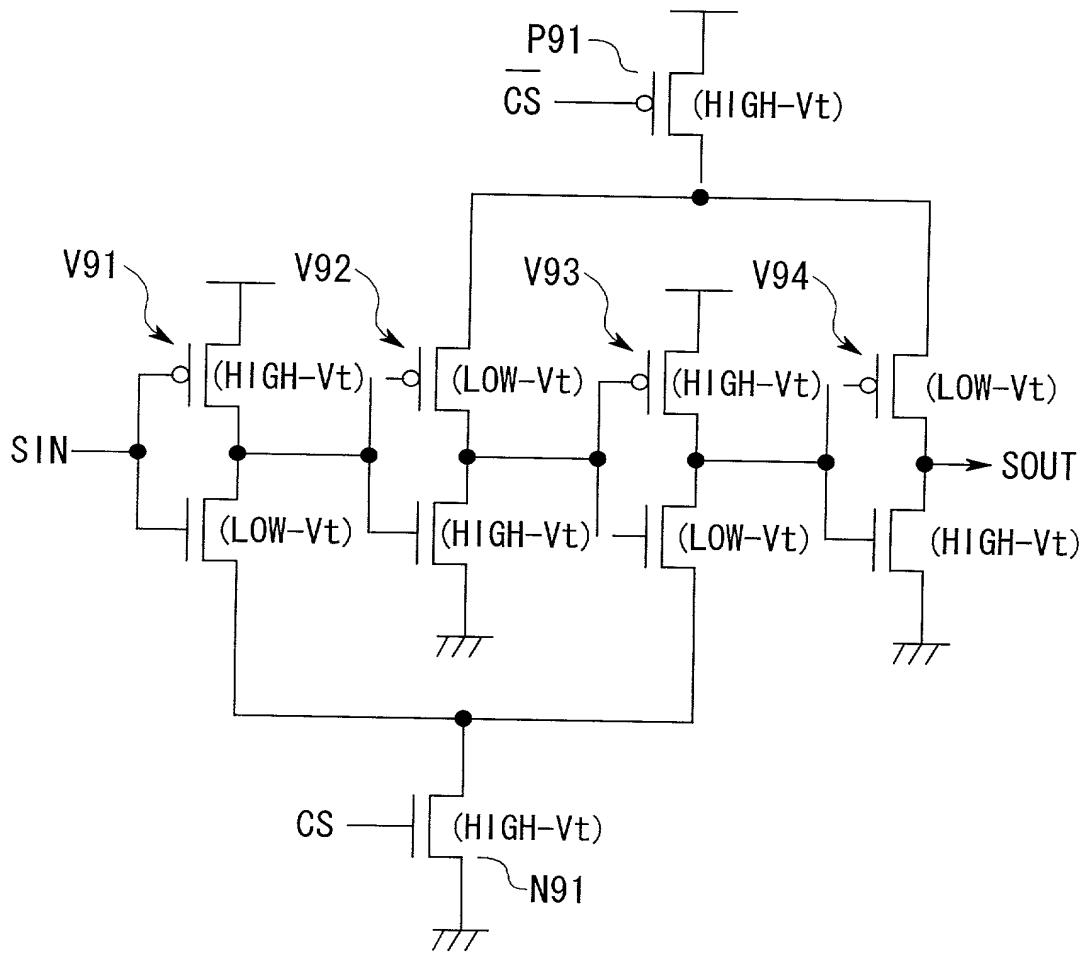 P91
C̅S̅
(HIGH-Vt)
V91
V92
V93
V94
(HIGH-Vt)
(LOW-Vt)
(HIGH-Vt)
(LOW-Vt)
SIN
SOUT
(LOW-Vt)
(HIGH-Vt)
(LOW-Vt)
(HIGH-Vt)
CS
(HIGH-Vt)
N91